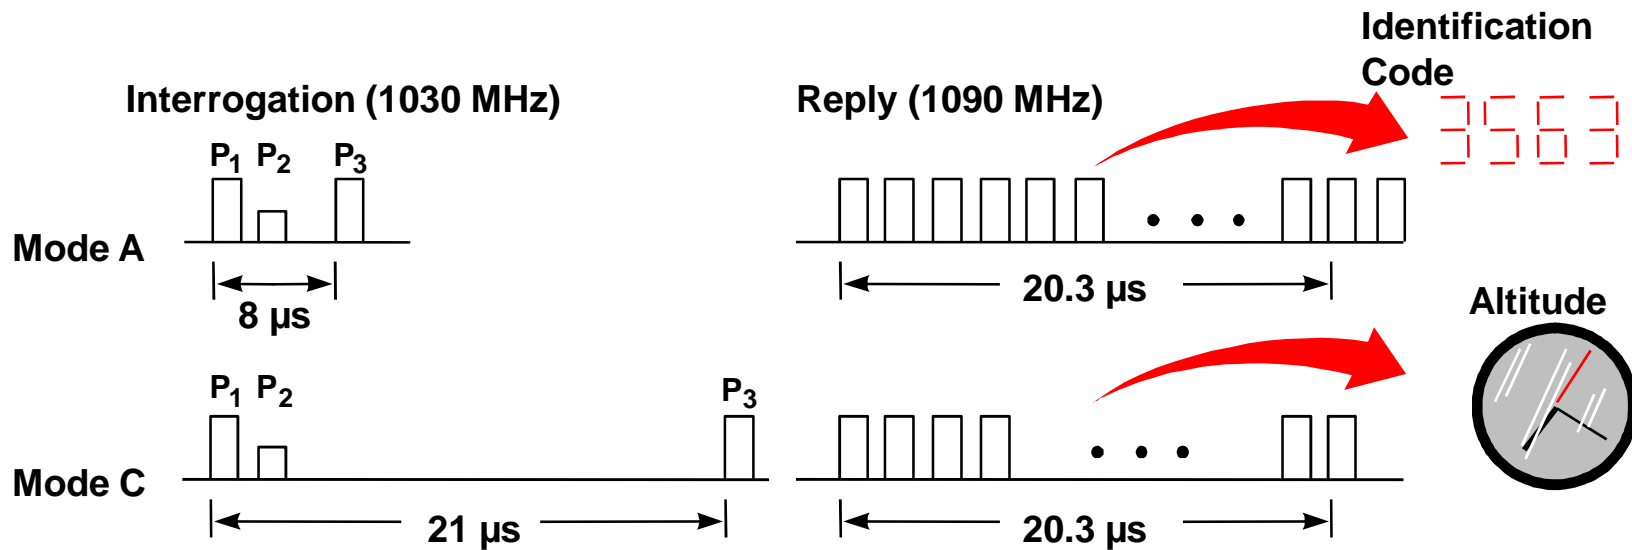 Identification
Code
Interrogation (1030 MHz)
Reply (1090 MHz)
3563
P1 P2 P3
Mode A
8 µs
20.3 µs
Altitude
P1 P2 P3
Mode C
21 µs
20.3 µs